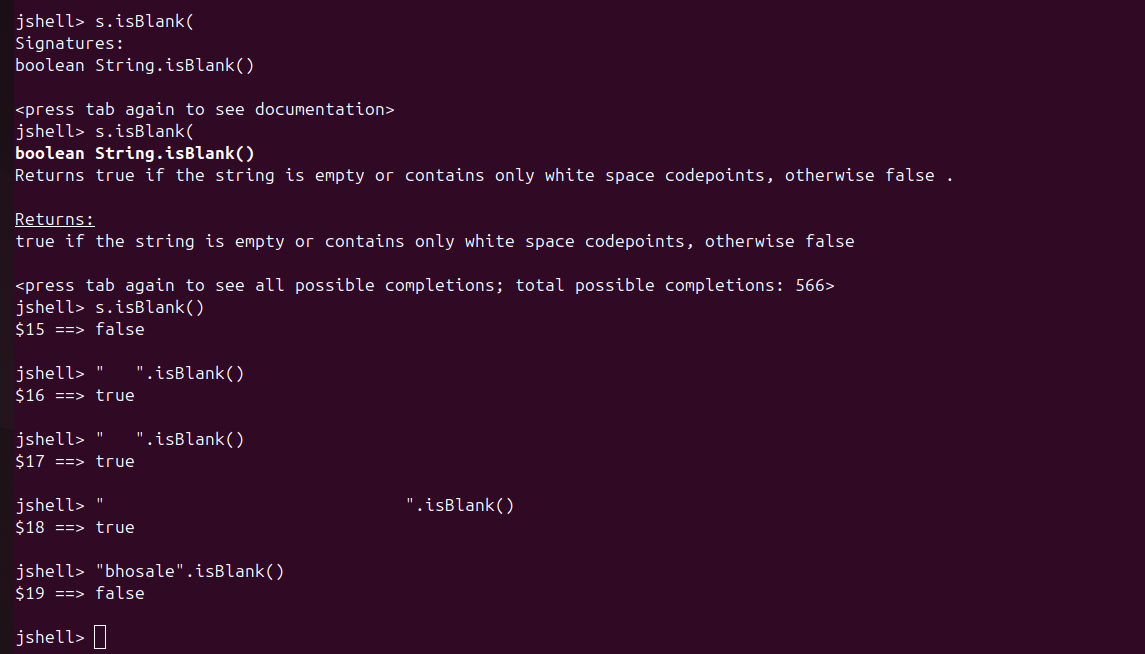 jshell> s.isBlank(
Signatures:
boolean String.isBlank()
<press tab again to see documentation>
jshell> s.isBlank(
boolean String.isBlank()
Returns true if the string is empty or contains only white space codepoints, otherwise false .
Returns:
true if the string is empty or contains only white space codepoints, otherwise false
<press tab again to see all possible completions; total possible completions: 566>
jshell> s.isBlank()
$15 ==> false
jshell> "   ".isBlank()
$16 ==> true
jshell> "   ".isBlank()
$17 ==> true
jshell> "                              ".isBlank()
$18 ==> true
jshell> "bhosale".isBlank()
$19 ==> false
jshell>